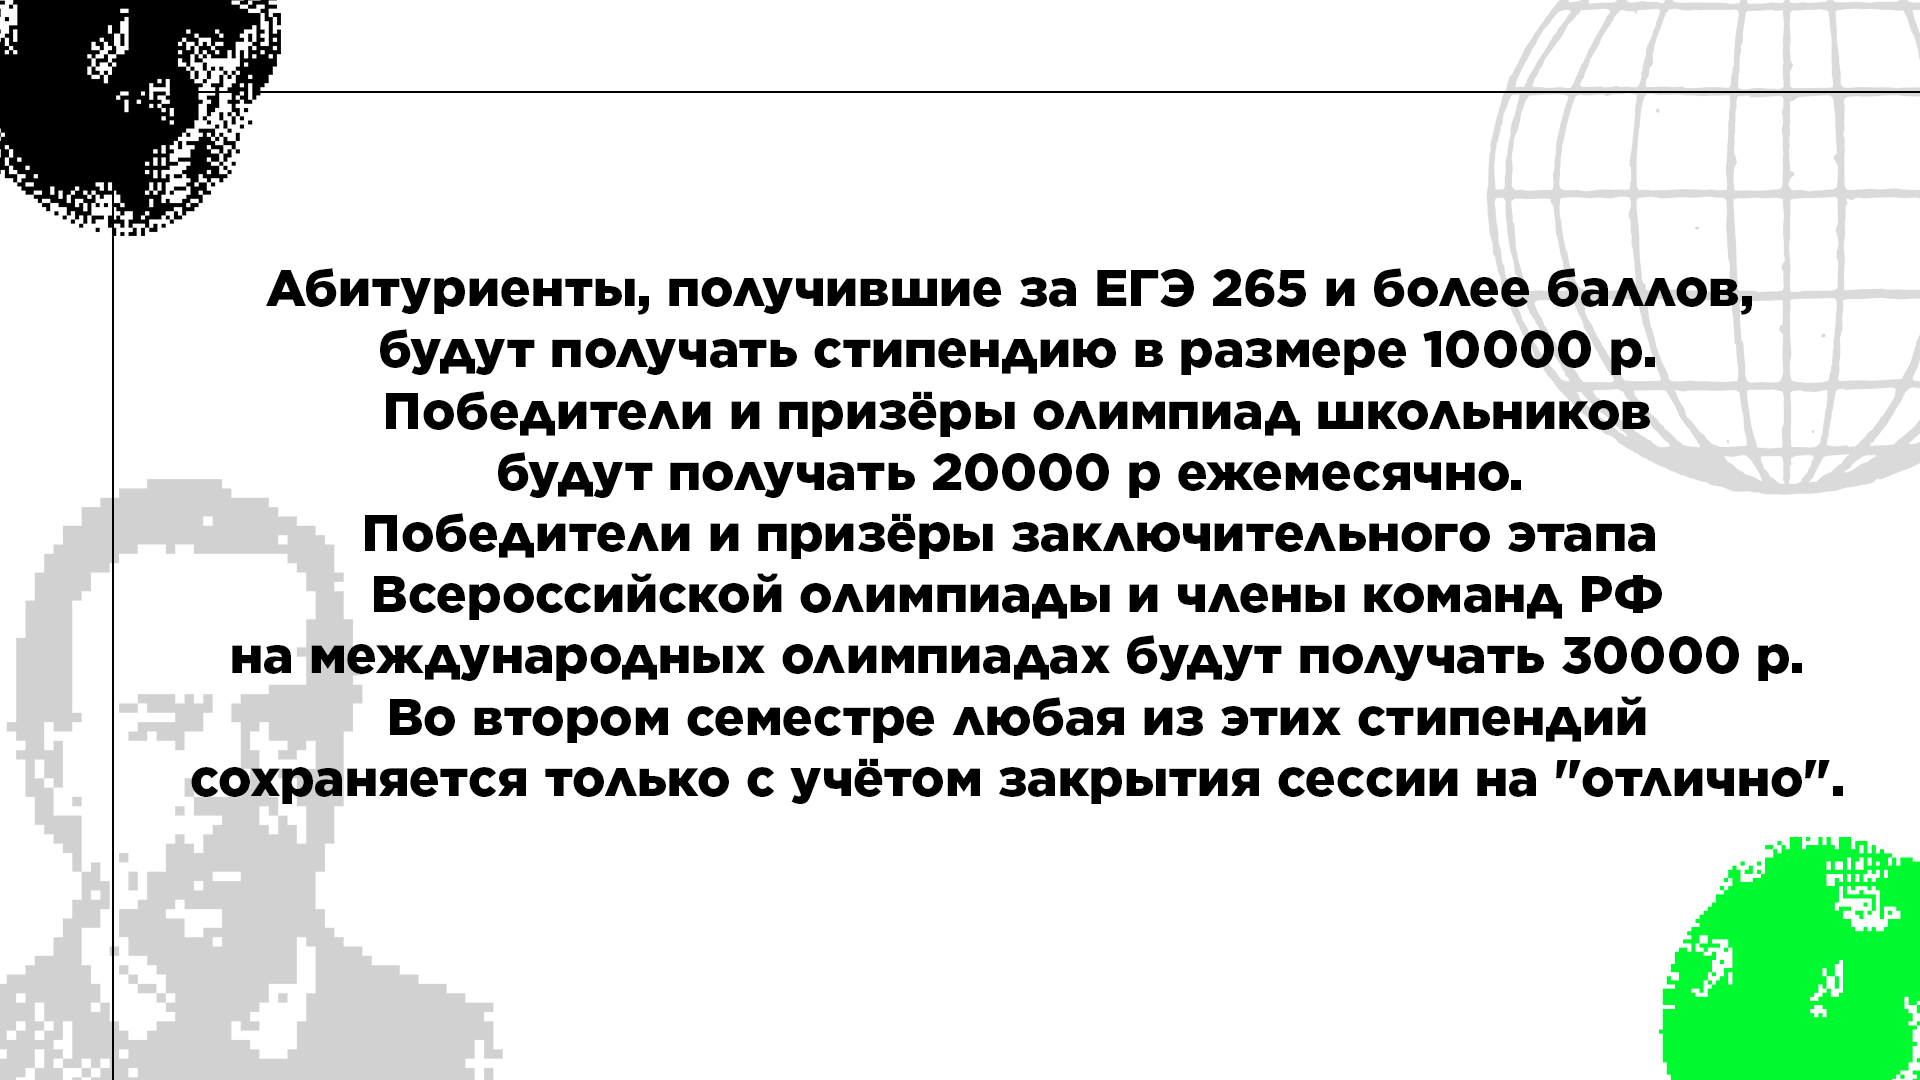 Абитуриенты, получившие за ЕГЭ 265 и более баллов,
будут получать стипендию в размере 10000 р.
Победители и призёры олимпиад школьников
будут получать 20000 р ежемесячно.
Победители и призёры заключительного этапа
Всероссийской олимпиады и члены команд РФ
на международных олимпиадах будут получать 30000 р.
Во втором семестре любая из этих стипендий
сохраняется только с учётом закрытия сессии на "отлично".